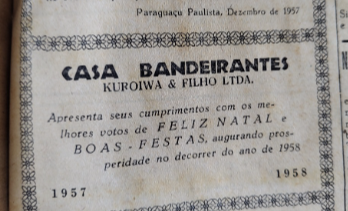 Paraguaçu Paulista, Dezembro de 1957
CASA BANDEIRANTES
KUROIWA & FILHO LTDA.
Apresenta seus cumprimentos com os me-
lhores votos de FELIZ NATAL e
BOAS - FESTAS, augurando pros-
peridade no decorrer do ano de 1958
1957
1958